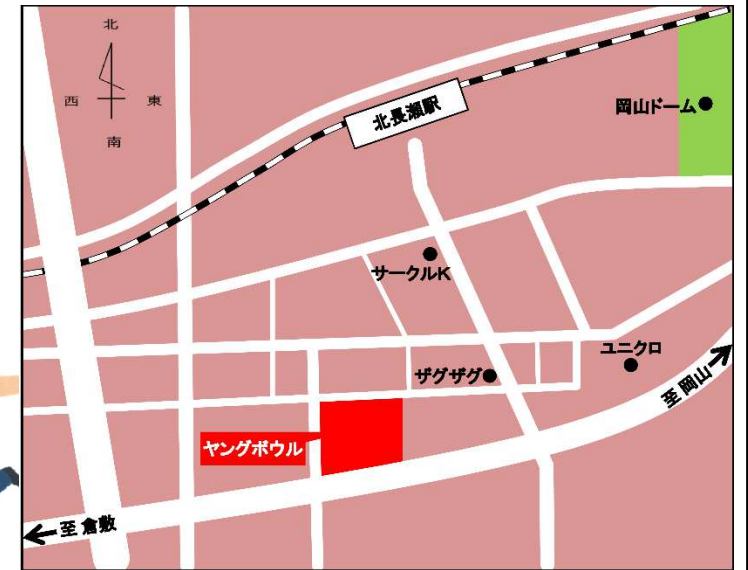 北
西
東
南
北長瀬駅
岡山ドーム
サークルK
ユニクロ
ザグザグ
至 岡山
ヤングボウル
至 倉敷